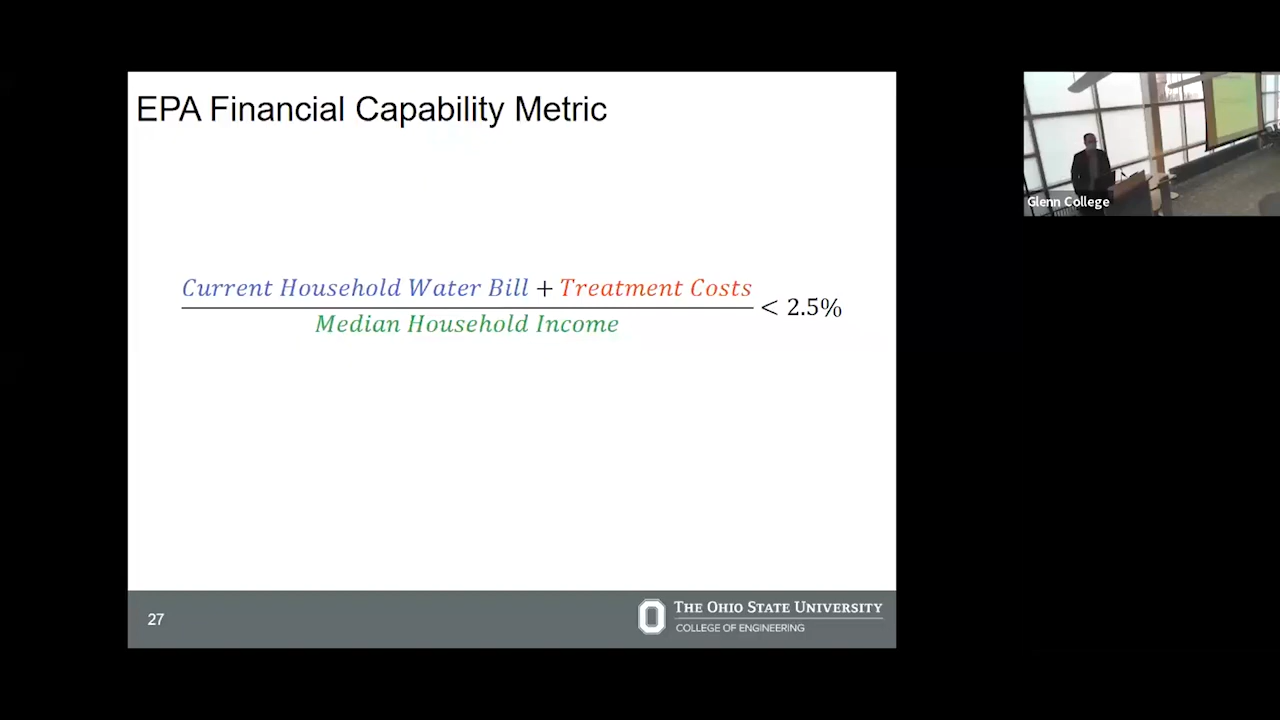 EPA Financial Capability Metric
Current Household Water Bill + Treatment Costs
Median Household Income
< 2.5%
27
THE OHIO STATE UNIVERSITY
COLLEGE OF ENGINEERING
Glenn College